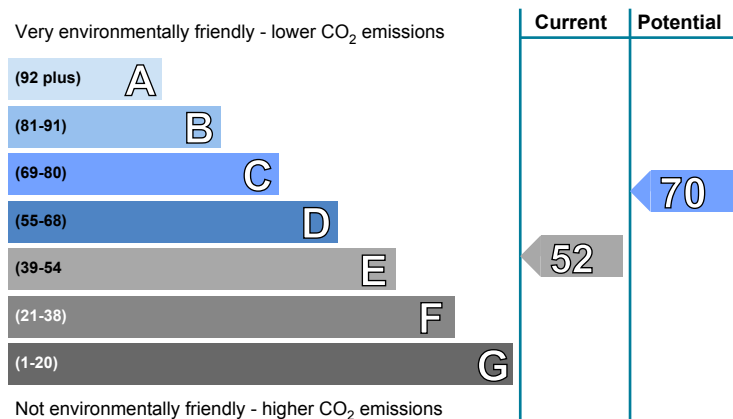 Current Potential
Very environmentally friendly - lower CO2 emissions
(92 plus) A
(81-91) B
(69-80) C
70
(55-68) D
(39-54 E
52
(21-38) F
(1-20) G
Not environmentally friendly - higher CO2 emissions